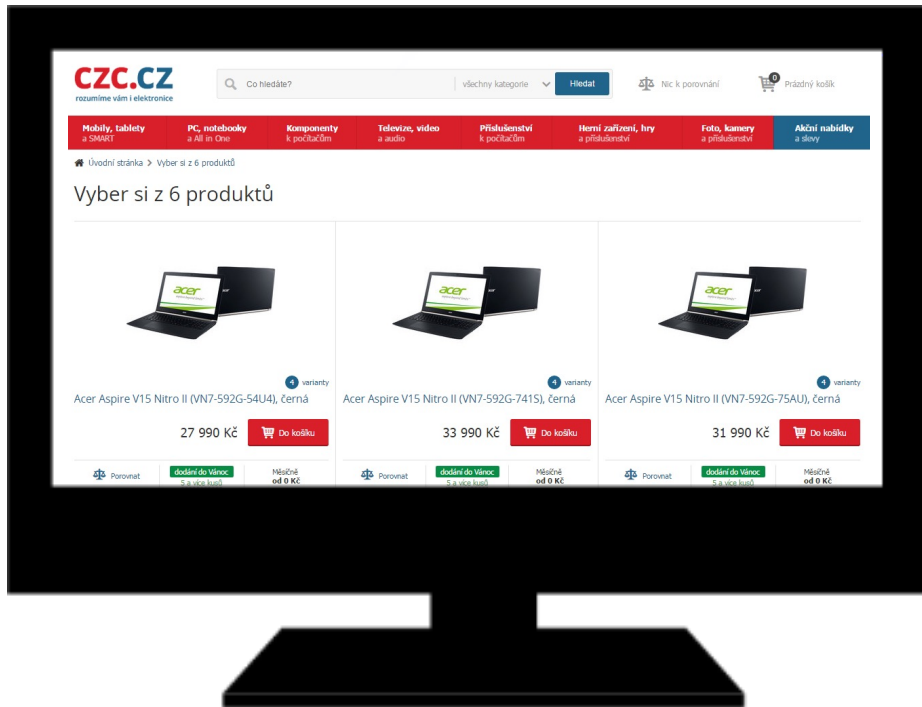 CZC.CZ
rozumíme vám i elektronice
Co hledáte?
všechny kategorie
Hledat
Nic k porovnání
0
Prázdný košík
Mobily, tablety
a SMART
PC, notebooky
a All in One
Komponenty
k počítačům
Televize, video
a audio
Příslušenství
k počítačům
Herní zařízení, hry
a příslušenství
Foto, kamery
a příslušenství
Akční nabídky
a slevy
Úvodní stránka > Vyber si z 6 produktů
Vyber si z 6 produktů
acer
acer
acer
4 varianty
4 varianty
4 varianty
Acer Aspire V15 Nitro II (VN7-592G-54U4), černá
Acer Aspire V15 Nitro II (VN7-592G-741S), černá
Acer Aspire V15 Nitro II (VN7-592G-75AU), černá
27 990 Kč Do košíku
33 990 Kč Do košíku
31 990 Kč Do košíku
Porovnat
dodání do Vánoc
5 a více kusů
Měsíčně
od 0 Kč
Porovnat
dodání do Vánoc
5 a více kusů
Měsíčně
od 0 Kč
Porovnat
dodání do Vánoc
5 a více kusů
Měsíčně
od 0 Kč